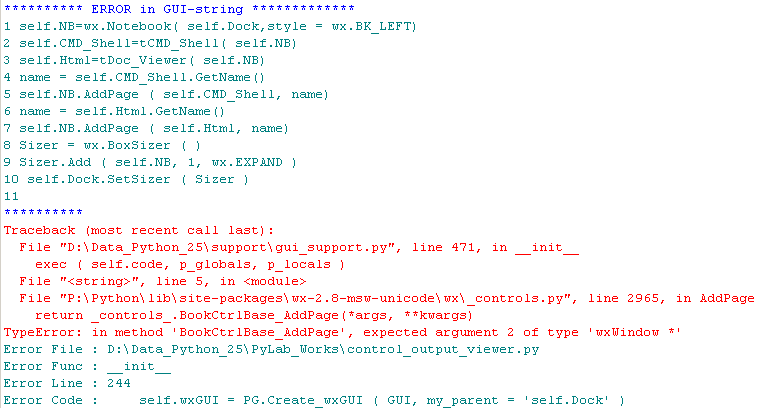 ********** ERROR in GUI-string *************
1 self.NB=wx.Notebook( self.Dock,style = wx.BK_LEFT)
2 self.CMD_Shell=tCMD_Shell( self.NB)
3 self.Html=tDoc_Viewer( self.NB)
4 name = self.CMD_Shell.GetName()
5 self.NB.AddPage ( self.CMD_Shell, name)
6 name = self.Html.GetName()
7 self.NB.AddPage ( self.Html, name)
8 Sizer = wx.BoxSizer ( )
9 Sizer.Add ( self.NB, 1, wx.EXPAND )
10 self.Dock.SetSizer ( Sizer )
11
**********
Traceback (most recent call last):
  File "D:\Data_Python_25\support\gui_support.py", line 471, in __init__
    exec ( self.code, p_globals, p_locals )
  File "<string>", line 5, in <module>
  File "P:\Python\lib\site-packages\wx-2.8-msw-unicode\wx\_controls.py", line 2965, in AddPage
    return _controls_.BookCtrlBase_AddPage(*args, **kwargs)
TypeError: in method 'BookCtrlBase_AddPage', expected argument 2 of type 'wxWindow *'
Error File : D:\Data_Python_25\PyLab_Works\control_output_viewer.py
Error Func : __init__
Error Line : 244
Error Code :     self.wxGUI = PG.Create_wxGUI ( GUI, my_parent = 'self.Dock' )